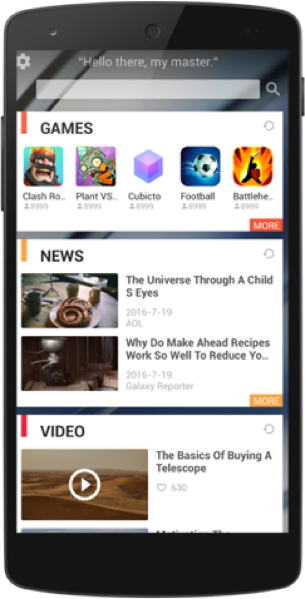 “Hello there, my master.”
GAMES
Clash Ro.. Plant VS.. Cubicto Football Battlehe..
8999 8999 8999 8999 8999
MORE
NEWS
The Universe Through A Child
S Eyes
2016-7-19
AOL
Why Do Make Ahead Recipes
Work So Well To Reduce Yo..
2016-7-19
Galaxy Reporter
MORE
VIDEO
The Basics Of Buying A
Telescope
630